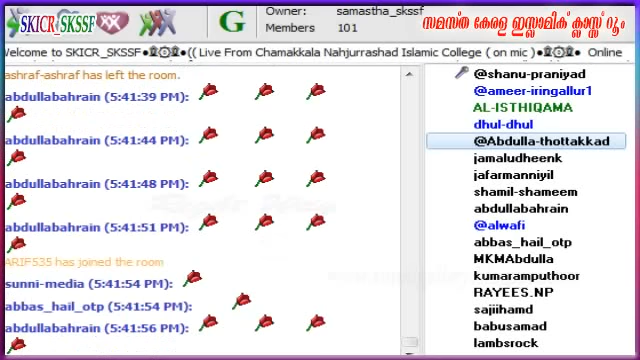 SKICR_SKSSF
G
Owner: samastha_skssf
Members 101
സമസ്ത കേരള ഇസ്ലാമിക് ക്ലാസ്സ് റൂം
Welcome to SKICR_SKSSF
(( Live From Chamakkala Nahjurrashad Islamic College ( on mic )
Online
ashraf-ashraf has left the room.
abdullabahrain (5:41:39 PM):
abdullabahrain (5:41:44 PM):
abdullabahrain (5:41:48 PM):
abdullabahrain (5:41:51 PM):
ARIF535 has joined the room
sunni-media (5:41:54 PM):
abbas_hail_otp (5:41:54 PM):
abdullabahrain (5:41:56 PM):
@shanu-praniyad
@ameer-iringallur1
AL-ISTHIQAMA
dhul-dhul
@Abdulla-thottakkad
jamaludheenk
jafarmanniyil
shamil-shameem
abdullabahrain
@alwafi
abbas_hail_otp
MKMAbdulla
kumaramputhoor
RAYEES.NP
sajiihamd
babusamad
lambsrock